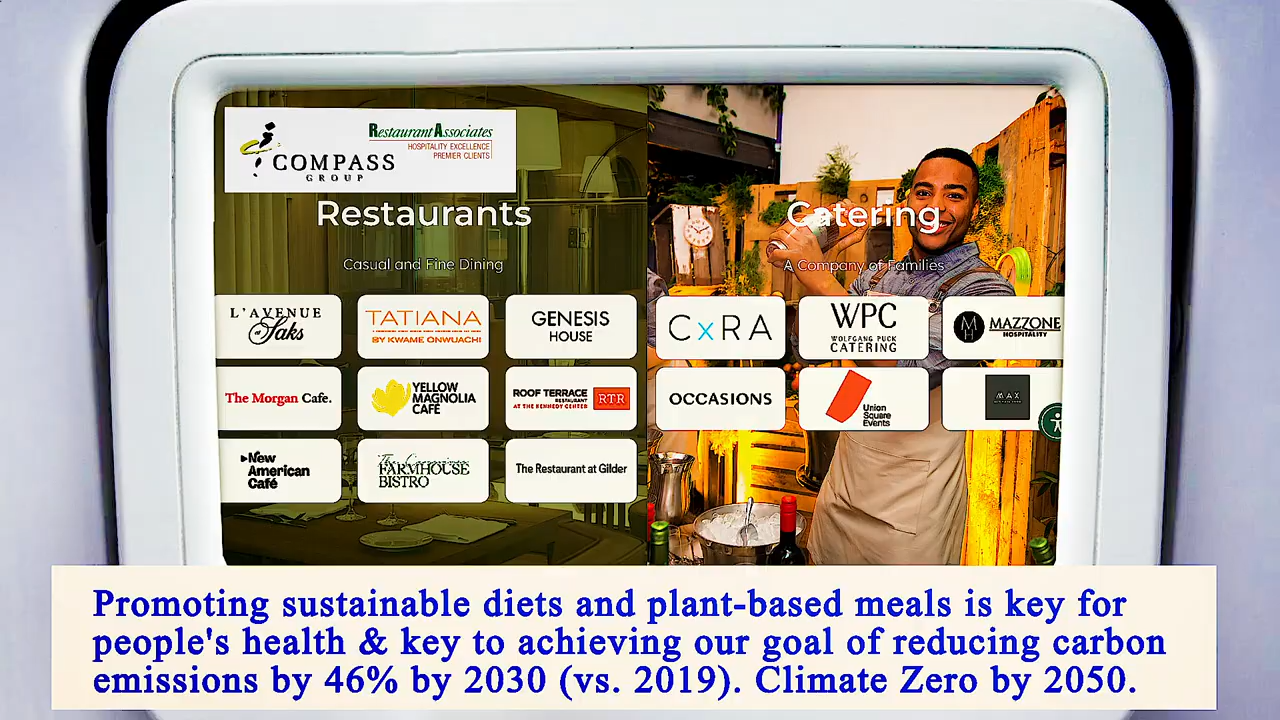 COMPASS
GROUP
RESTAURANT ASSOCIATES
HOSPITALITY EXCELLENCE
PREMIER CLIENTS
Restaurants
Casual and Fine Dining
L'AVENUE
Saks
TATIANA
BY KWAME ONWUACHI
GENESIS
HOUSE
The Morgan Cafe.
YELLOW
MAGNOLIA
CAFÉ
ROOF TERRACE
RESTAURANT
AT THE KENNEDY CENTER
RTR
New
American
Café
FARMHOUSE
BISTRO
The Restaurant at Gilder
Catering
A Company of Families
CxRA
WPC
WOLFGANG PUCK
CATERING
MH
MAZZONE
HOSPITALITY
OCCASIONS
Union
Square
Events
MAX
Promoting sustainable diets and plant-based meals is key for
people's health & key to achieving our goal of reducing carbon
emissions by 46% by 2030 (vs. 2019). Climate Zero by 2050.